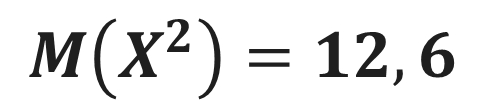 M(X²) = 12,6